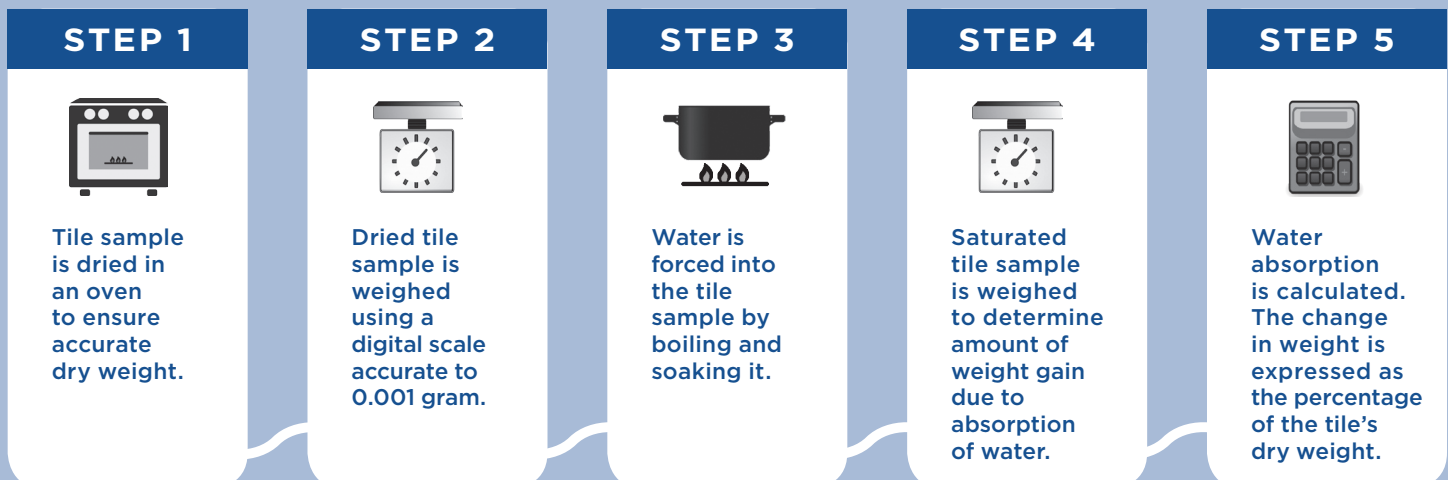 STEP 1
Tile sample
is dried in
an oven
to ensure
accurate
dry weight.
STEP 2
Dried tile
sample is
weighed
using a
digital scale
accurate to
0.001 gram.
STEP 3
Water is
forced into
the tile
sample by
boiling and
soaking it.
STEP 4
Saturated
tile sample
is weighed
to determine
amount of
weight gain
due to
absorption
of water.
STEP 5
Water
absorption
is calculated.
The change
in weight is
expressed as
the percentage
of the tile's
dry weight.